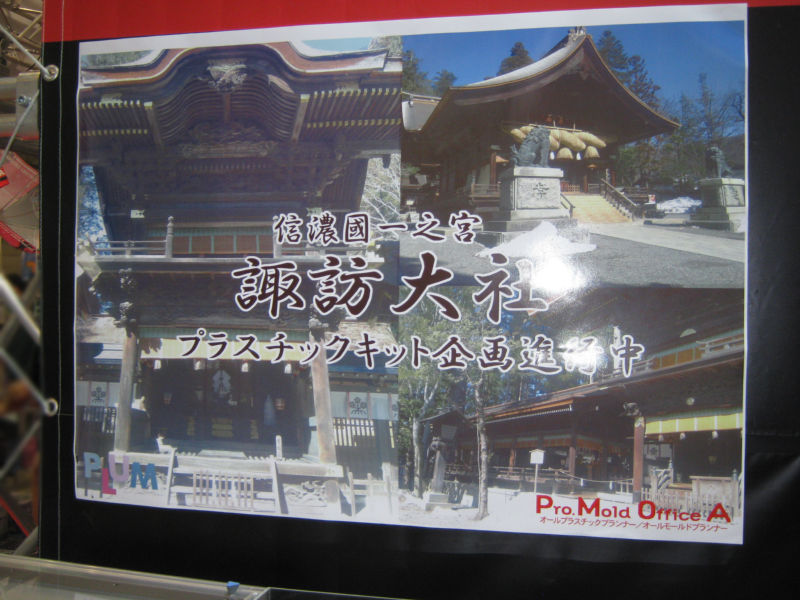 信濃國一之宮
諏訪大社
プラスチックキット企画進行中
PLUM
Pro.Mold Office A
オールプラスチックプランナー／オールモールドプランナー